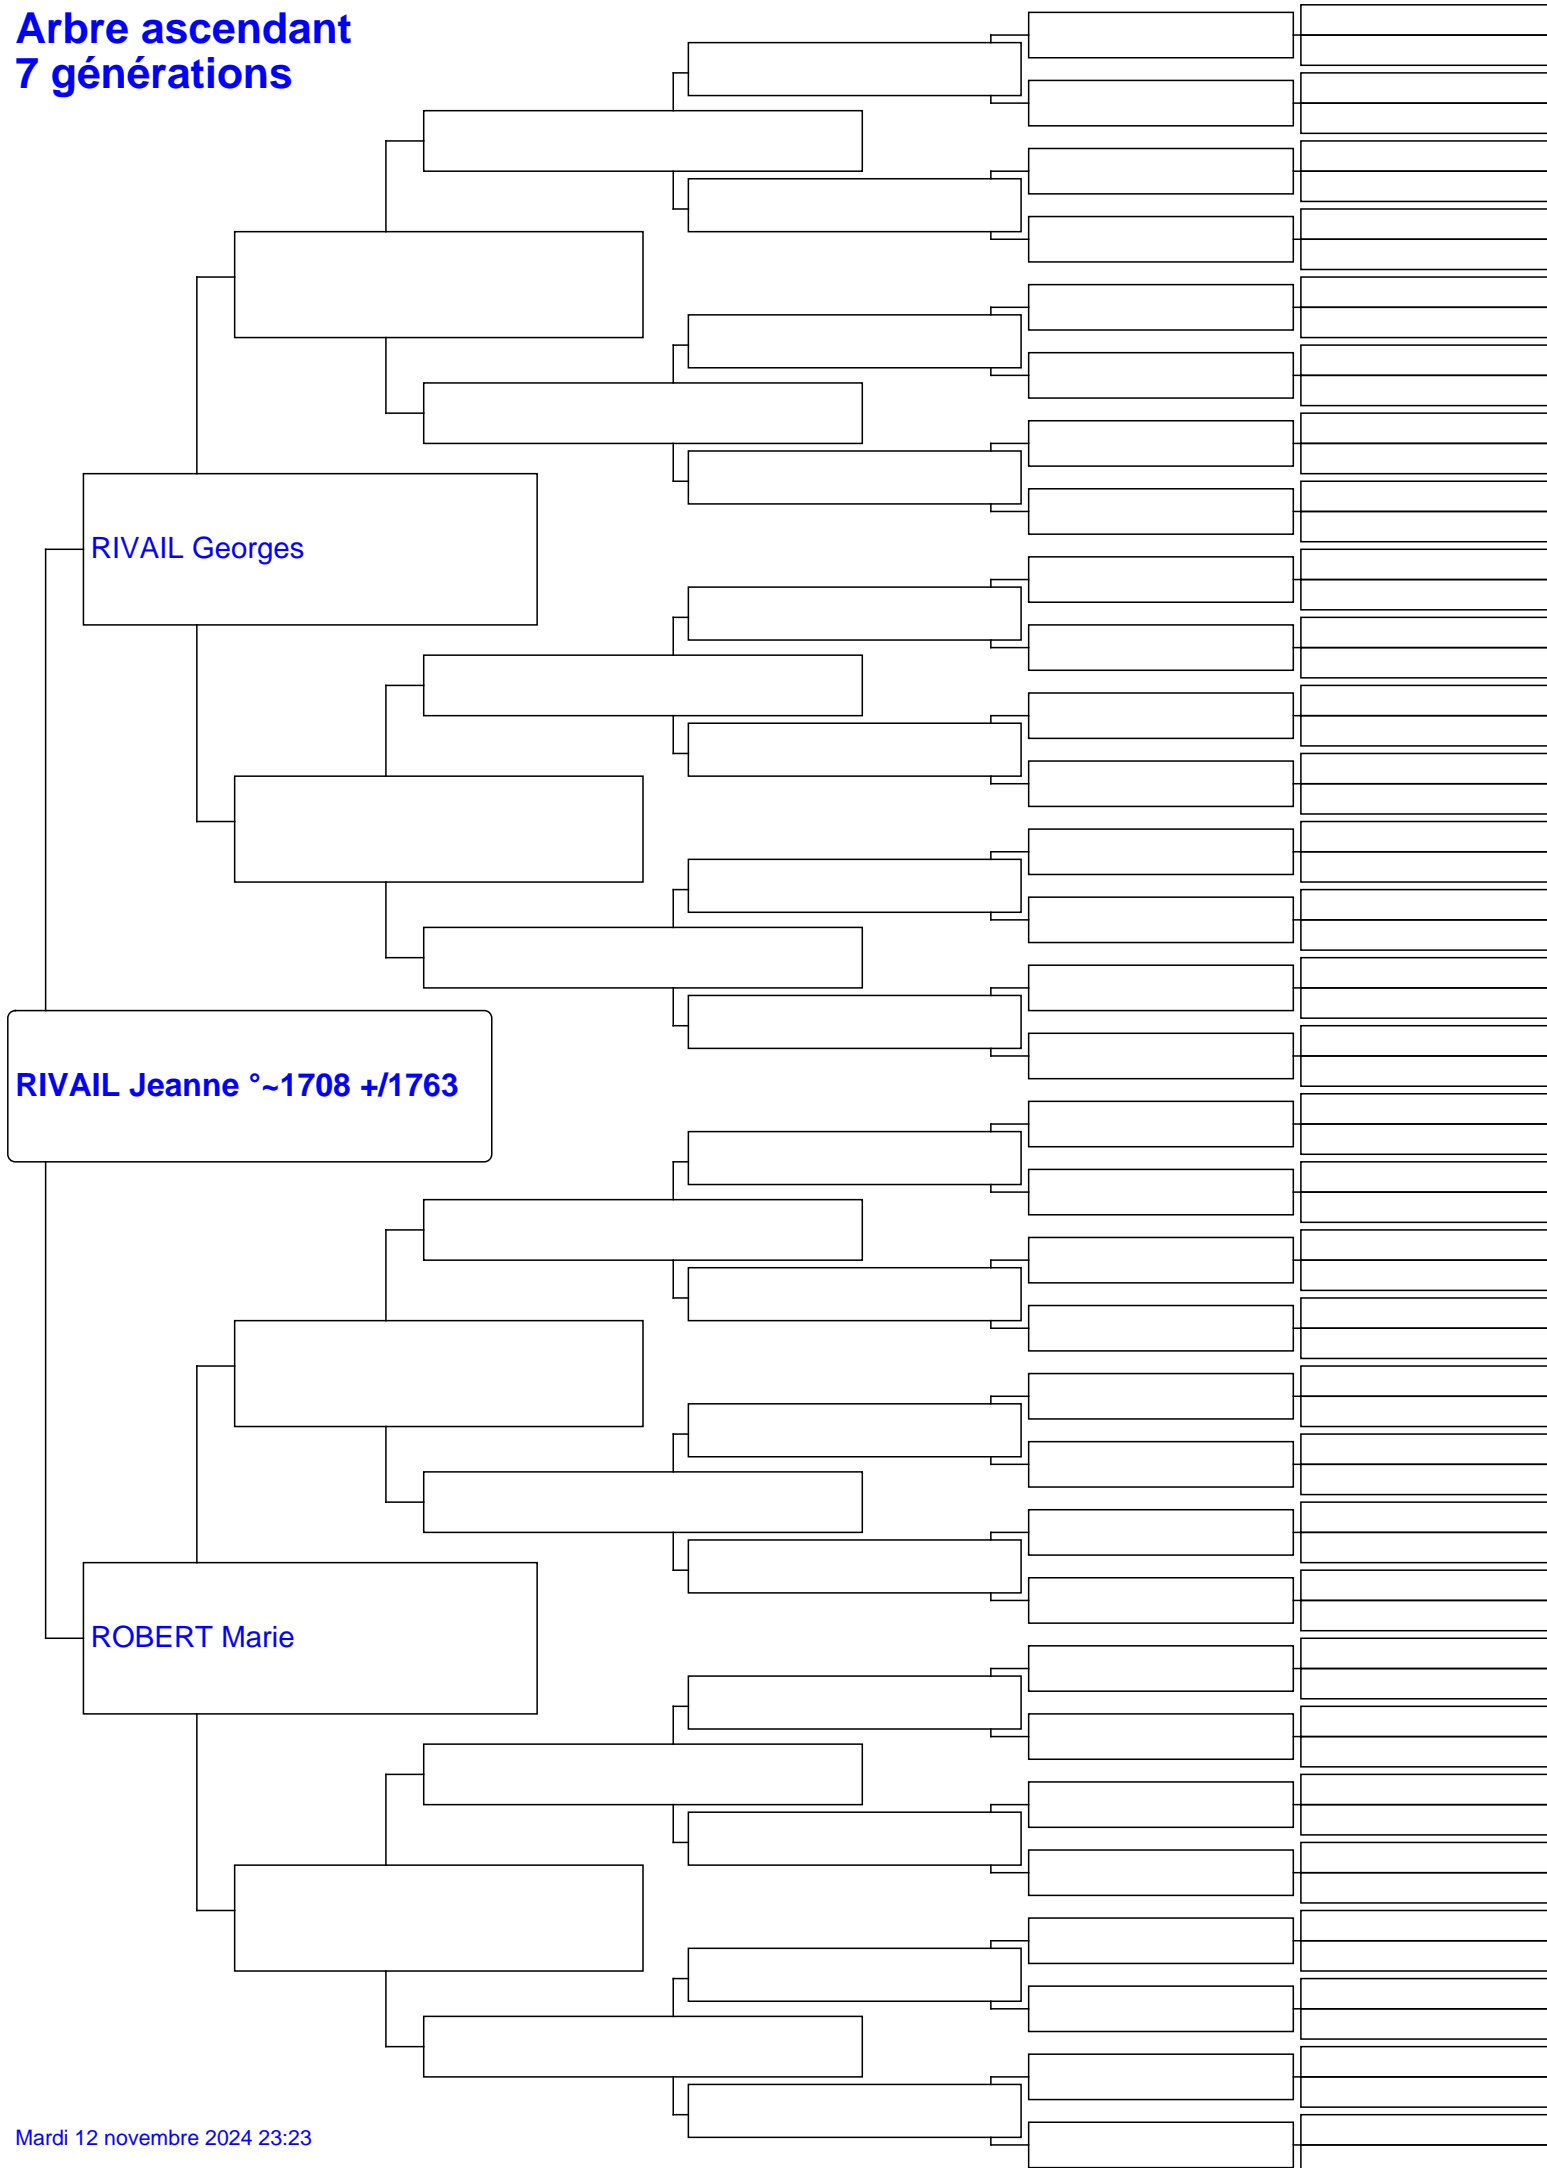 Arbre ascendant
7 générations
RIVAIL Georges
RIVAIL Jeanne °~1708 +/1763
ROBERT Marie
Mardi 12 novembre 2024 23:23